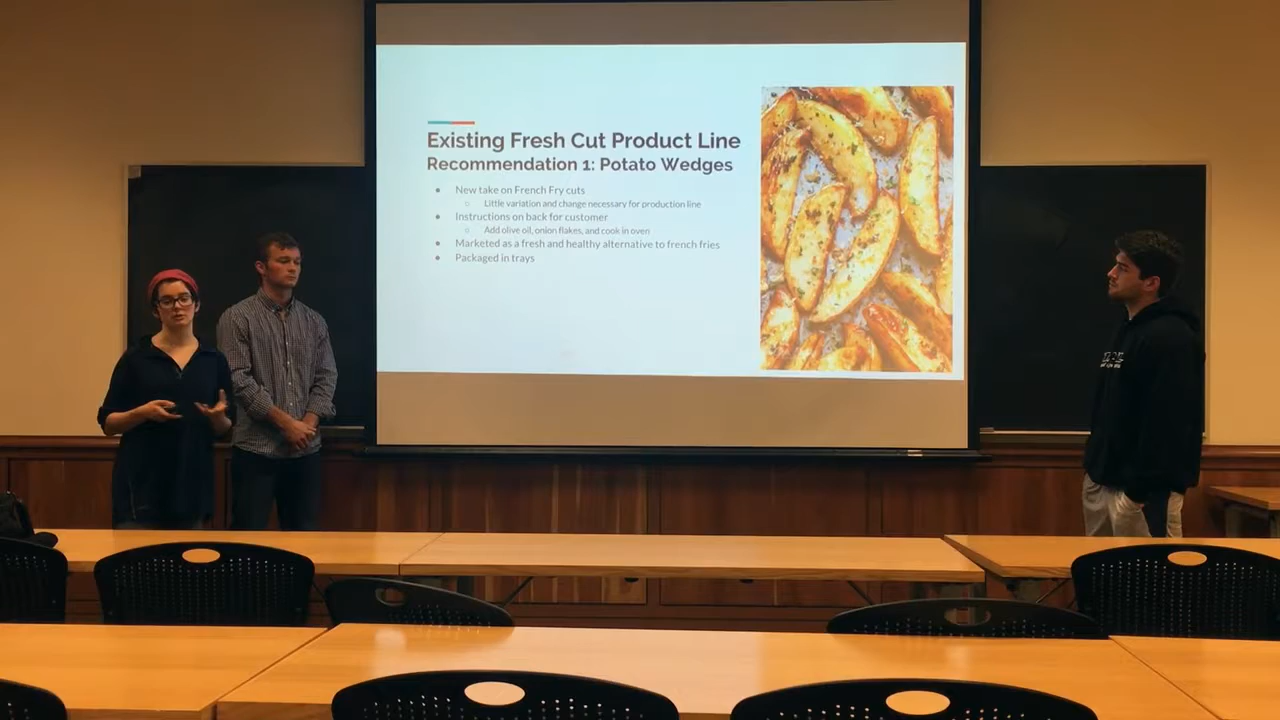 Existing Fresh Cut Product Line
Recommendation 1: Potato Wedges
New take on French Fry cuts
Little variation and change necessary for production line
Instructions on back for customer
Add olive oil, onion flakes, and cook in oven
Marketed as a fresh and healthy alternative to french fries
Packaged in trays